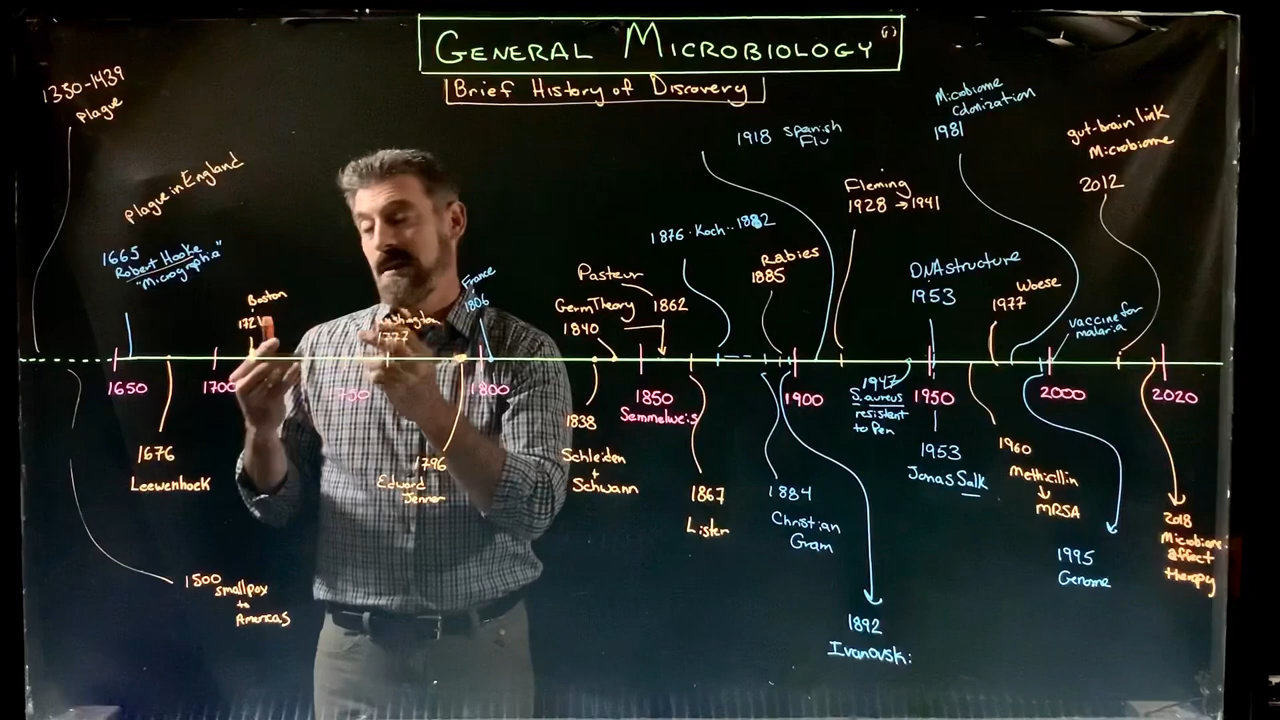 GENERAL MICROBIOLOGY (1)
Brief History of Discovery
1350-1439
plague
plague in England
1665
Robert Hooke
"Micrographia"
Boston
172
Washington
1777
France
1806
Pasteur
Germ Theory
1862
1840
1876 · Koch ·· 1882
1918 Spanish
Flu
Rabies
1885
Fleming
1928 → 1941
Microbiome
Colonization
1981
DNA structure
1953
Woese
1977
gut-brain link
Microbiome
2012
vaccine for
malaria
1650
1700
750
1800
1850
Semmelweis
1900
1947
S. aureus
resistent
to Pen
1950
2000
2020
1676
Leewenhoek
1796
Edward
Jenner
1838
Schleiden
+
Schwann
1867
Lister
1884
Christian
Gram
1953
Jonas Salk
1960
Methicillin
MRSA
1995
Genome
2018
Microbiome
affect
therapy
1500
smallpox
to
Americas
1892
Ivanovski